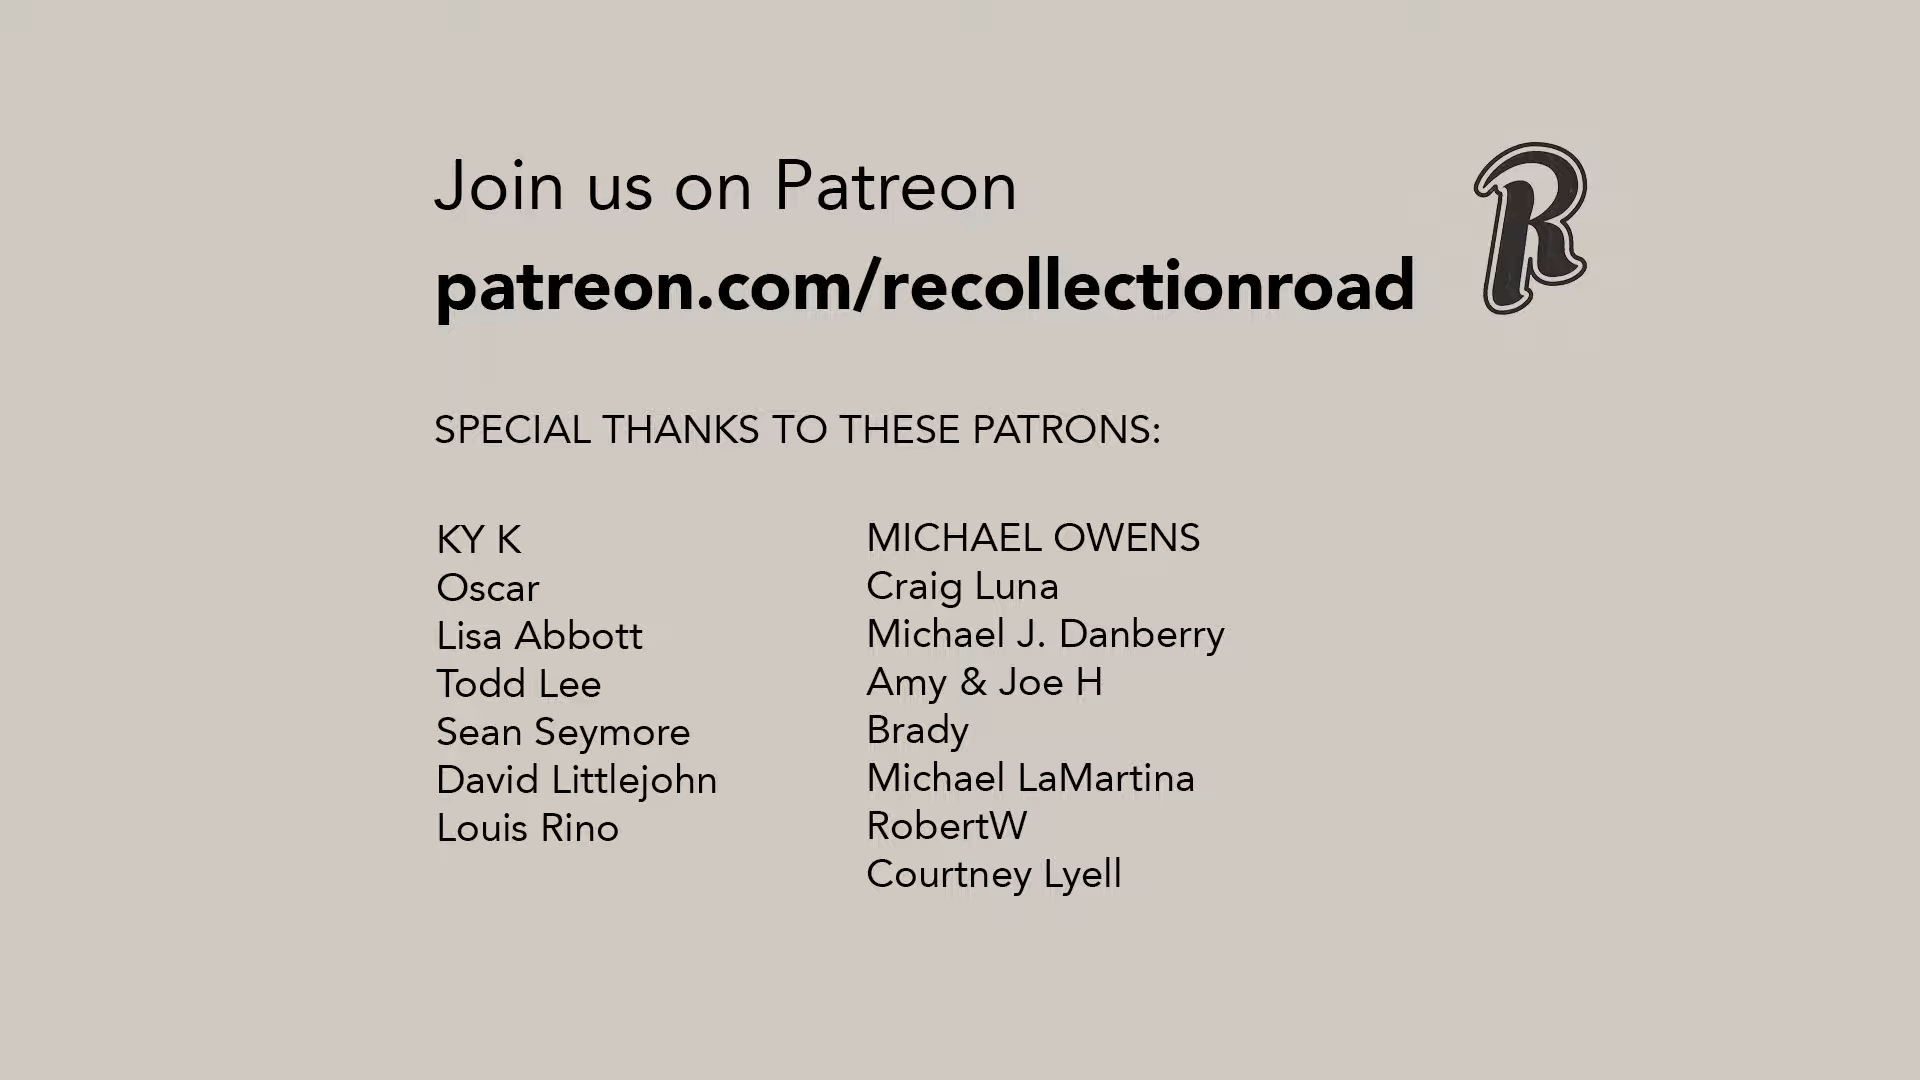 Join us on Patreon
patreon.com/recollectionroad
R
SPECIAL THANKS TO THESE PATRONS:
KY K
Oscar
Lisa Abbott
Todd Lee
Sean Seymore
David Littlejohn
Louis Rino
MICHAEL OWENS
Craig Luna
Michael J. Danberry
Amy & Joe H
Brady
Michael LaMartina
RobertW
Courtney Lyell